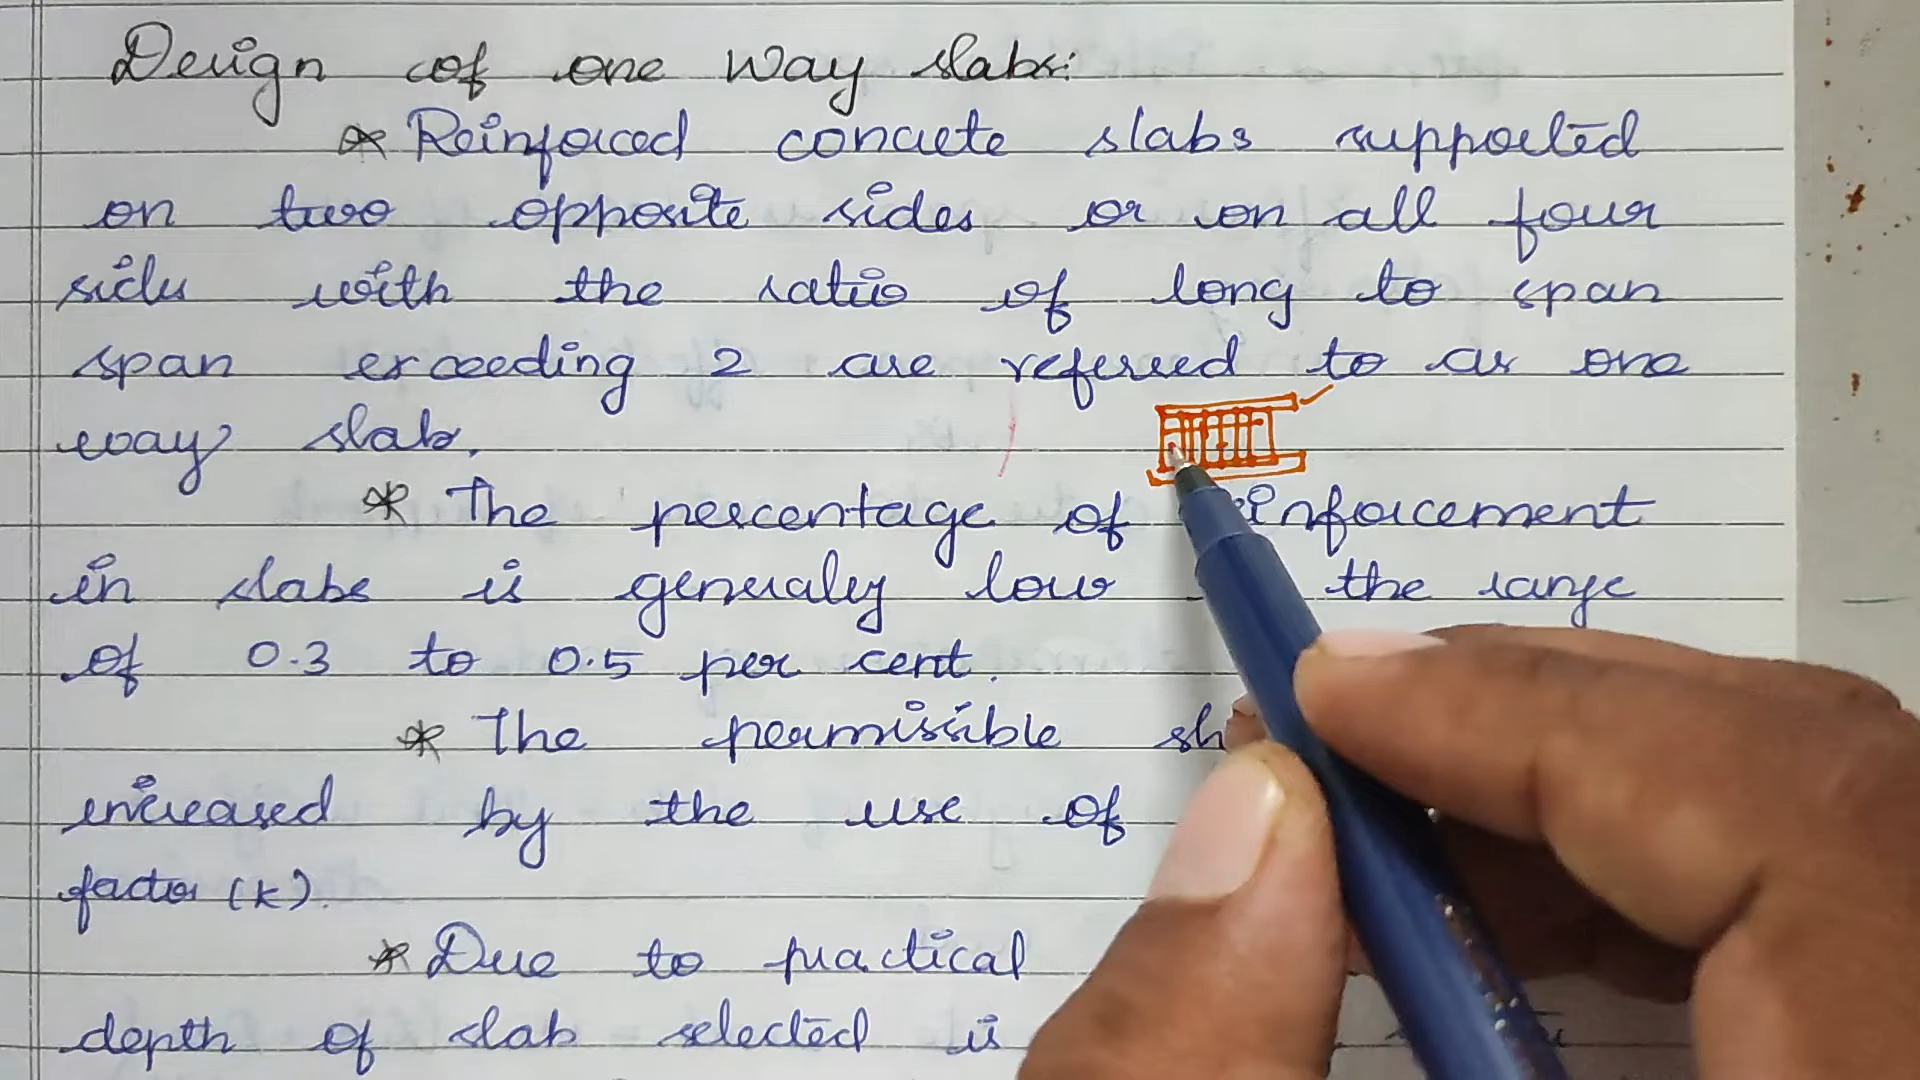 Design of one way slabs:
* Reinforced concrete slabs supported
on two opposite sides or on all four
sides with the ratio of long to span
span exceeding 2 are referred to as one
way slab.
* The percentage of reinforcement
in slabs is generaley low the range
of 0.3 to 0.5 per cent.
* The permissible
increased by the use of
factor (k).
* Due to practical
depth of slab selected is